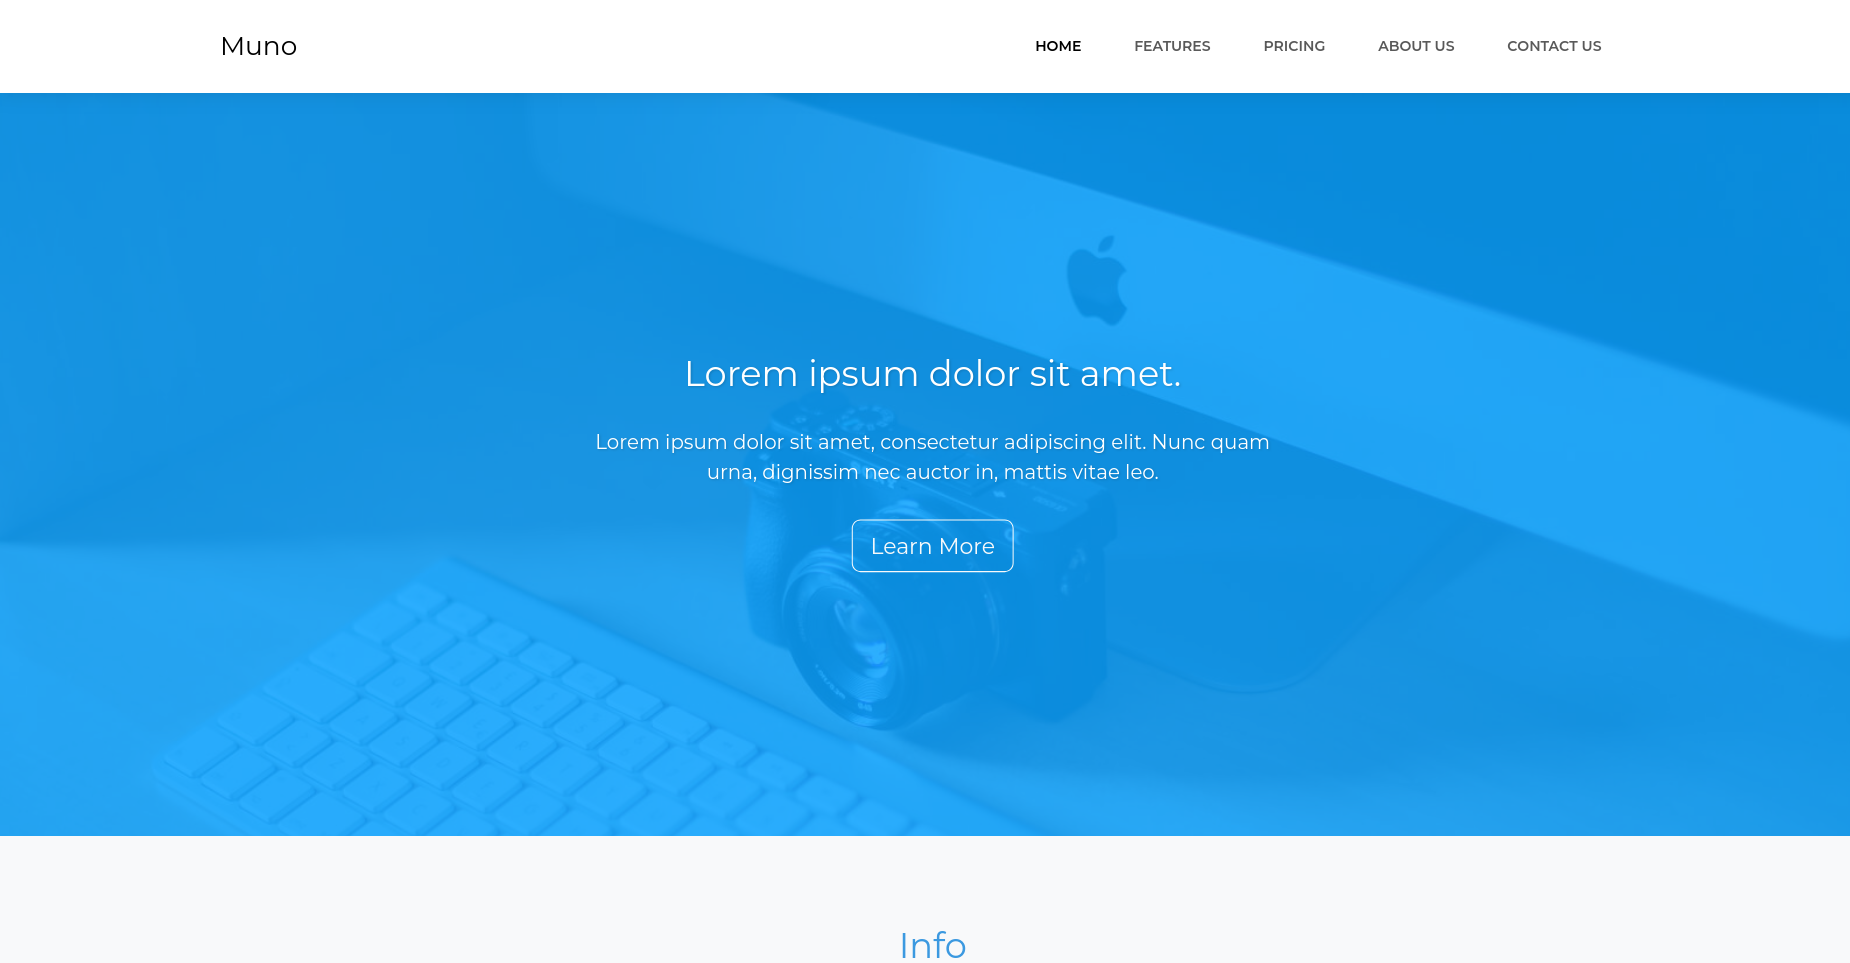 Muno
HOME
FEATURES
PRICING
ABOUT US
CONTACT US
Lorem ipsum dolor sit amet.
Lorem ipsum dolor sit amet, consectetur adipiscing elit. Nunc quam
urna, dignissim nec auctor in, mattis vitae leo.
Learn More
Info